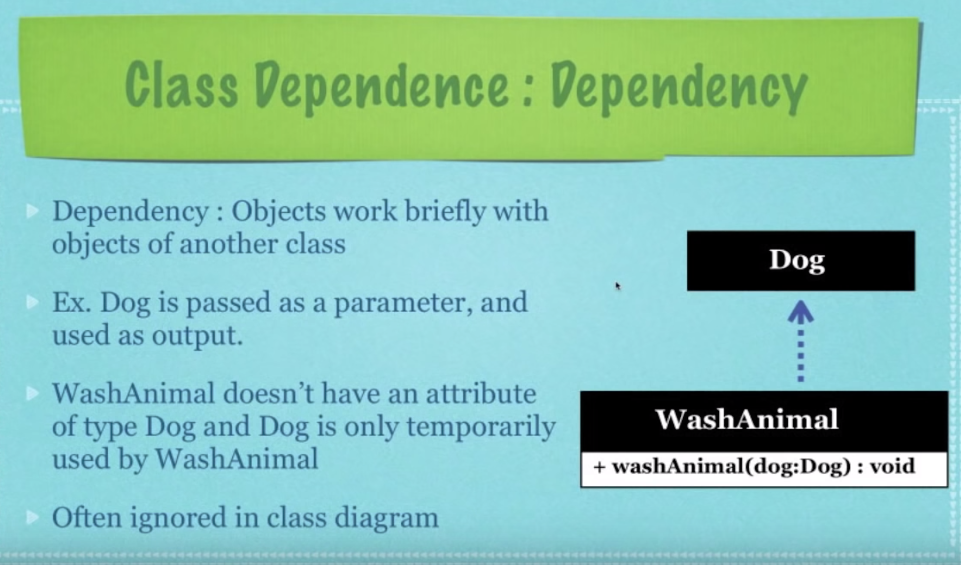 Class Dependence : Dependency
Dependency : Objects work briefly with
objects of another class
Ex. Dog is passed as a parameter, and
used as output.
WashAnimal doesn't have an attribute
of type Dog and Dog is only temporarily
used by WashAnimal
Often ignored in class diagram
Dog
WashAnimal
+ washAnimal(dog:Dog) : void